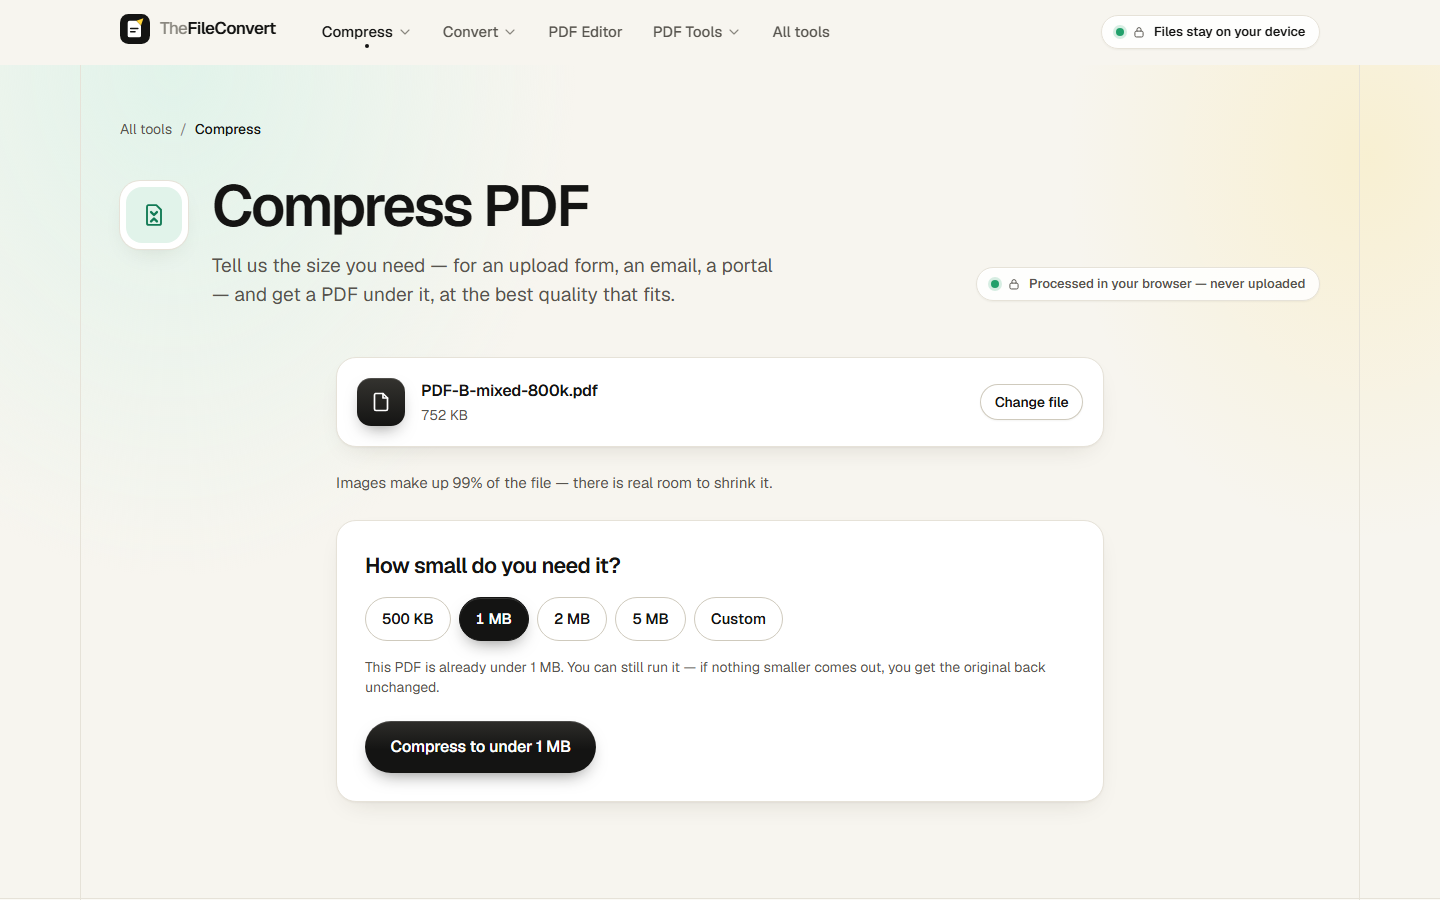 TheFileConvert
Compress
Convert
PDF Editor
PDF Tools
All tools
Files stay on your device
All tools / Compress
Compress PDF
Tell us the size you need — for an upload form, an email, a portal
— and get a PDF under it, at the best quality that fits.
Processed in your browser — never uploaded
PDF-B-mixed-800k.pdf
752 KB
Change file
Images make up 99% of the file — there is real room to shrink it.
How small do you need it?
500 KB
1 MB
2 MB
5 MB
Custom
This PDF is already under 1 MB. You can still run it — if nothing smaller comes out, you get the original back
unchanged.
Compress to under 1 MB